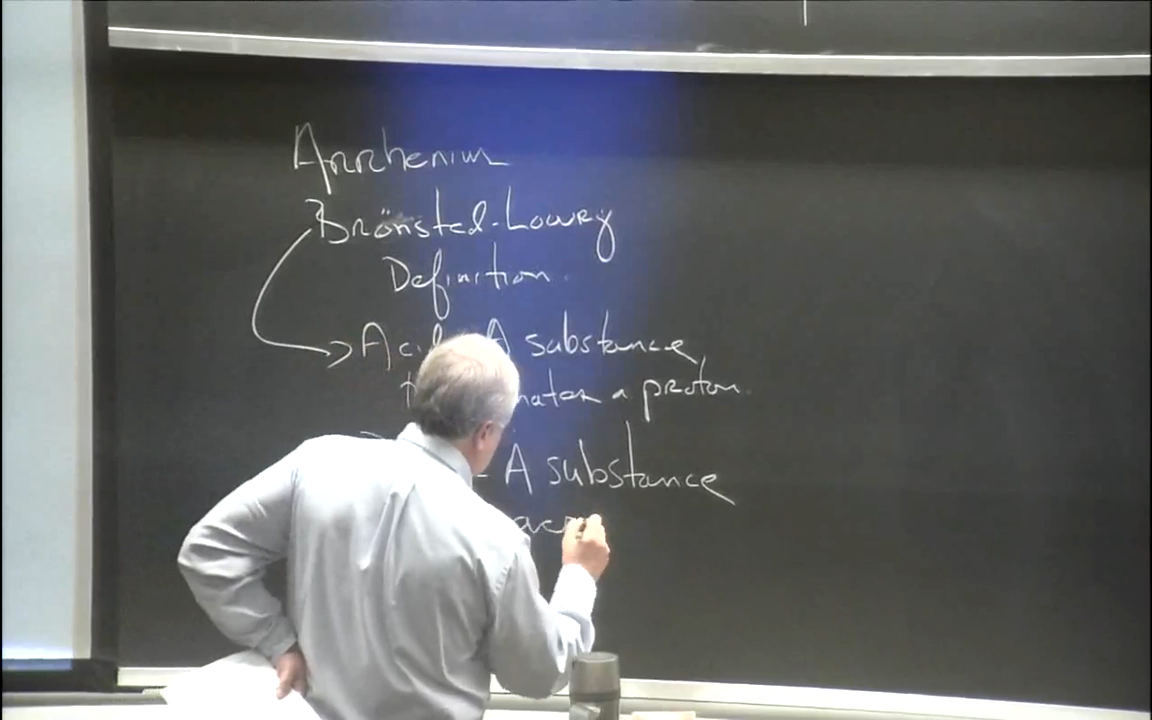 Arrhenius
Brönsted-Lowry
Definition.
A substance,
a proton.
- A substance